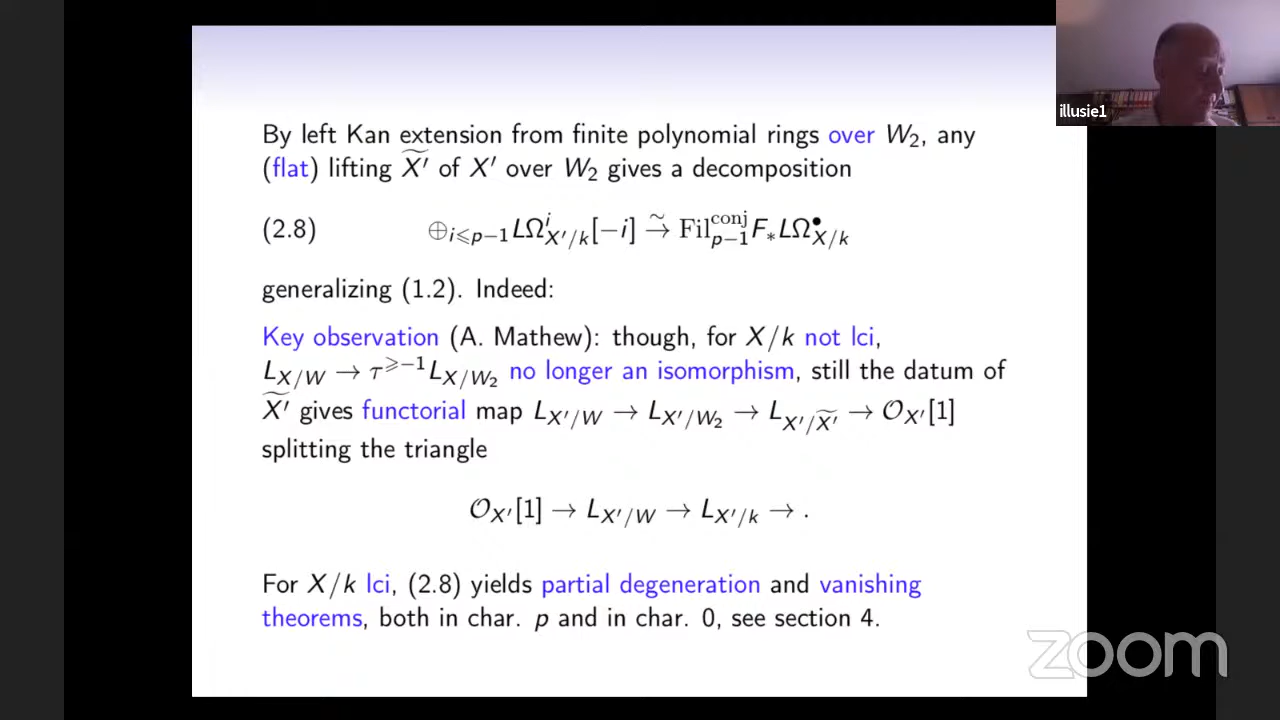 illusie1
By left Kan extension from finite polynomial rings over W₂, any
(flat) lifting X̃′ of X′ over W₂ gives a decomposition
(2.8) ⊕_{i⩽p−1}LΩ^i_{X′/k}[−i] →^∼ Fil^{conj}_{p−1}F_*LΩ^•_{X/k}
generalizing (1.2). Indeed:
Key observation (A. Mathew): though, for X/k not lci,
L_{X/W} → τ^{⩾−1}L_{X/W₂} no longer an isomorphism, still the datum of
X̃′ gives functorial map L_{X′/W} → L_{X′/W₂} → L_{X′/X̃′} → 𝒪_{X′}[1]
splitting the triangle
𝒪_{X′}[1] → L_{X′/W} → L_{X′/k} → .
For X/k lci, (2.8) yields partial degeneration and vanishing
theorems, both in char. p and in char. 0, see section 4.
zoom